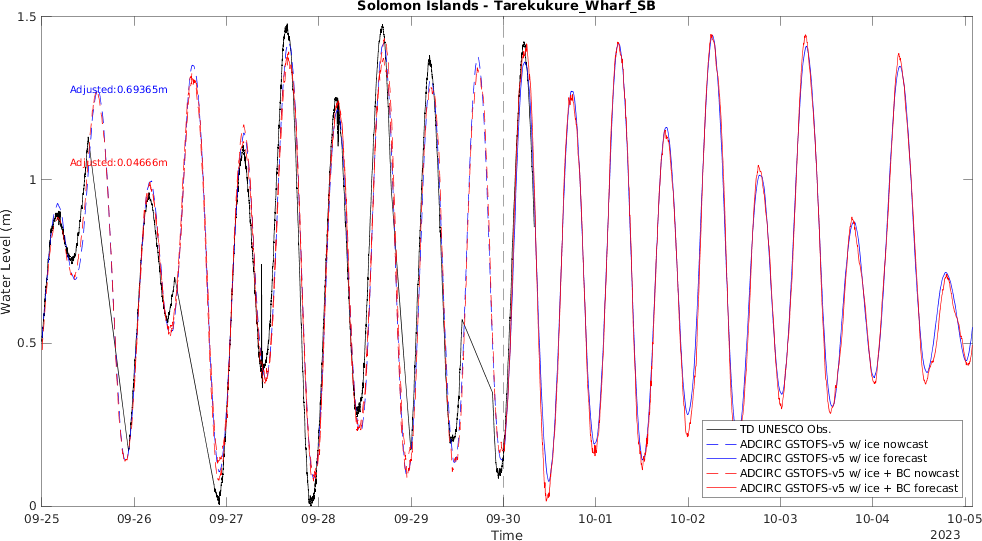 Solomon Islands - Tarekukure_Wharf_SB
1.5
Adjusted:0.69365m
Adjusted:0.04666m
1
Water Level (m)
0.5
TD UNESCO Obs.
ADCIRC GSTOFS-v5 w/ ice nowcast
ADCIRC GSTOFS-v5 w/ ice forecast
ADCIRC GSTOFS-v5 w/ ice + BC nowcast
ADCIRC GSTOFS-v5 w/ ice + BC forecast
0
09-25 09-26 09-27 09-28 09-29 09-30 10-01 10-02 10-03 10-04 10-05
Time
2023